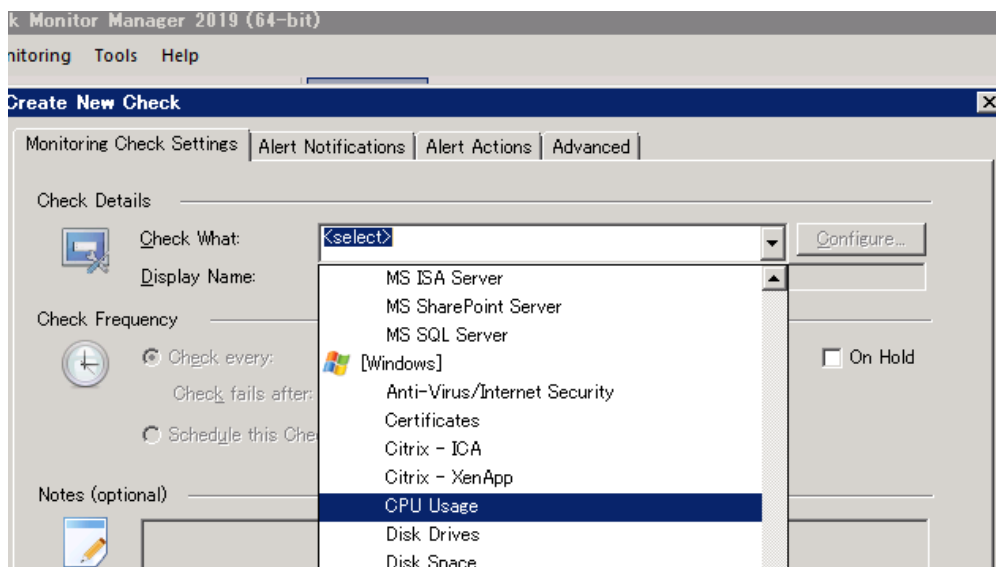 k Monitor Manager 2019 (64-bit)
nitoring Tools Help
Create New Check
Monitoring Check Settings Alert Notifications Alert Actions Advanced
Check Details
Check What: <select> Configure...
Display Name: MS ISA Server
MS SharePoint Server
Check Frequency
MS SQL Server
Check every: [Windows] On Hold
Check fails after: Anti-Virus/Internet Security
Certificates
Schedule this Che Citrix - ICA
Citrix - XenApp
Notes (optional)
CPU Usage
Disk Drives
Disk Space